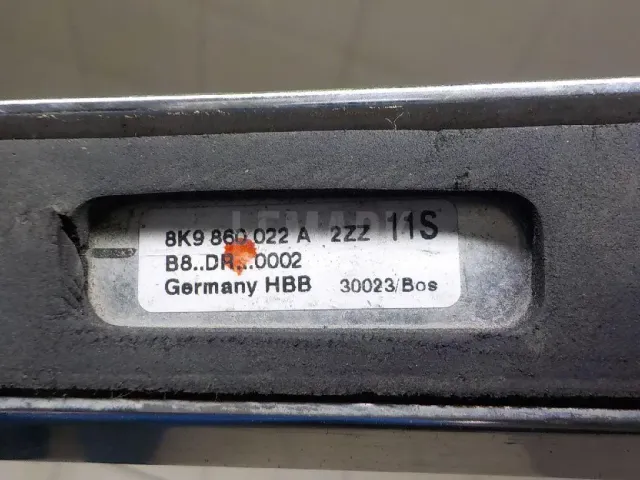 8K9 860 022 A 2ZZ 11S
B8..DR...0002
Germany HBB 30023/Bos